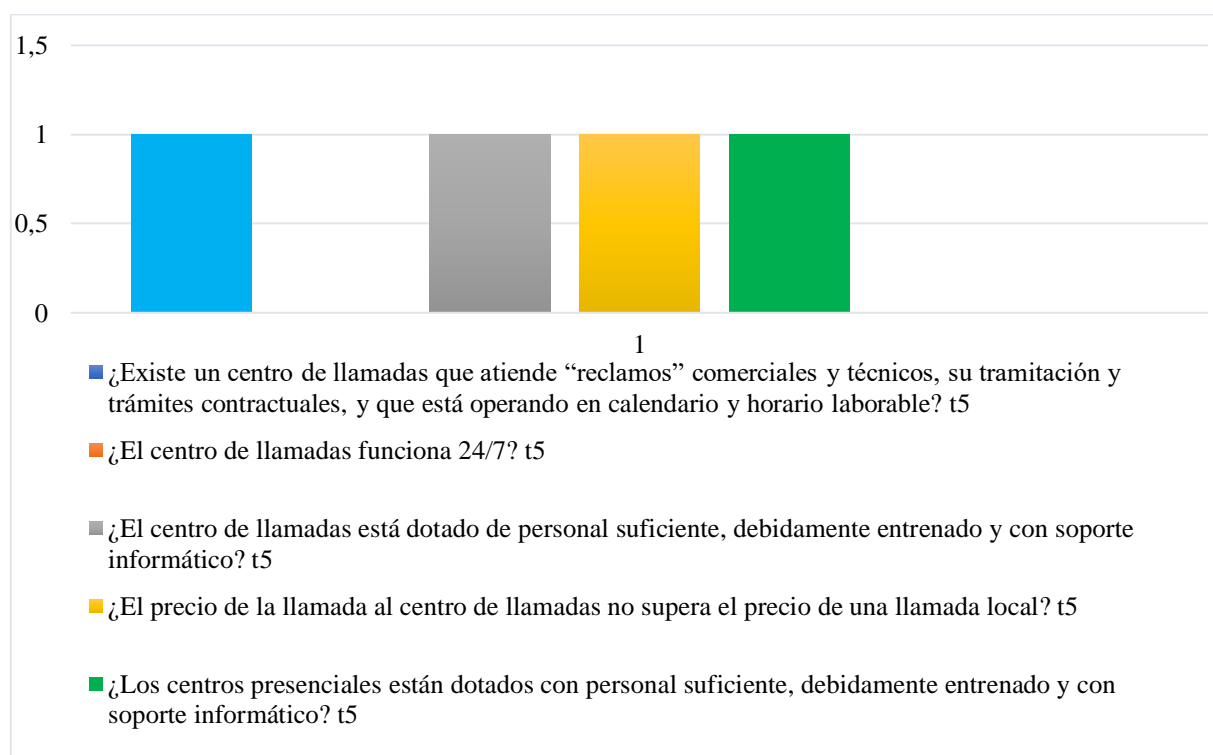 1,5
1
0,5
0
1
¿Existe un centro de llamadas que atiende “reclamos” comerciales y técnicos, su tramitación y
trámites contractuales, y que está operando en calendario y horario laborable? t5
¿El centro de llamadas funciona 24/7? t5
¿El centro de llamadas está dotado de personal suficiente, debidamente entrenado y con soporte
informático? t5
¿El precio de la llamada al centro de llamadas no supera el precio de una llamada local? t5
¿Los centros presenciales están dotados con personal suficiente, debidamente entrenado y con
soporte informático? t5